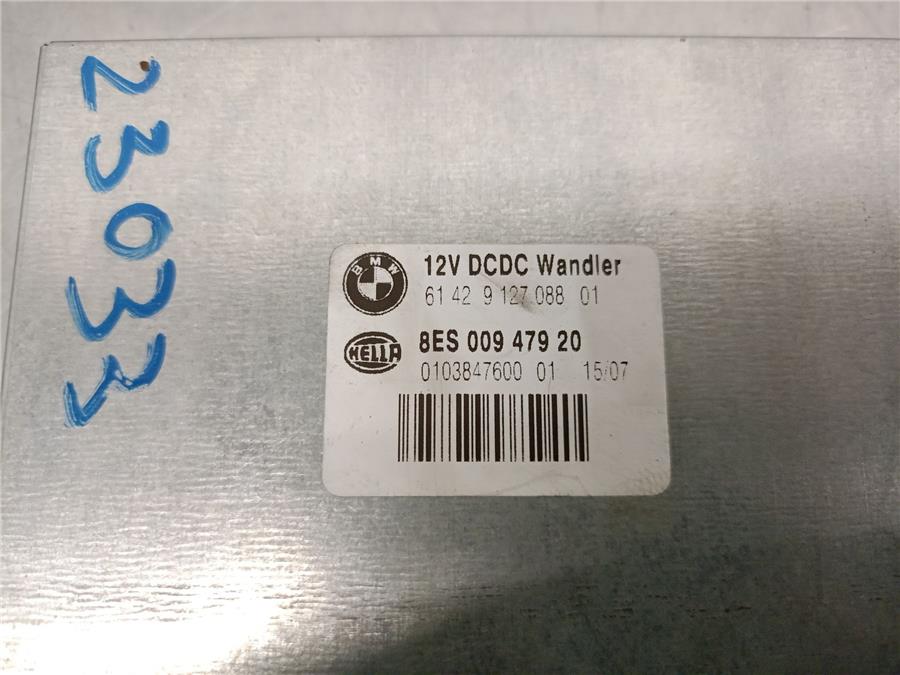 23033
BMW
12V DCDC Wandler
61 42 9 127 088 01
HELLA
8ES 009 479 20
0103847600 01 15/07